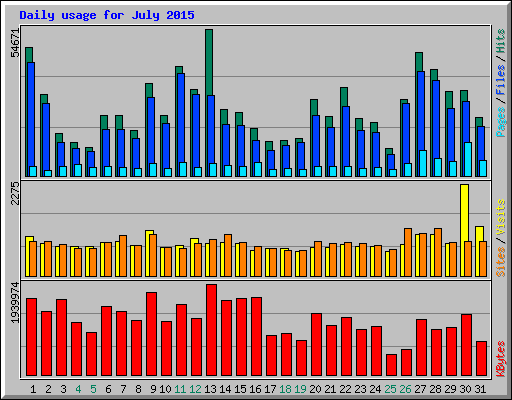 Daily usage for July 2015
54671
Pages / Files / Hits
2275
Sites / Visits
1939974
KBytes
1 2 3 4 5 6 7 8 9 10 11 12 13 14 15 16 17 18 19 20 21 22 23 24 25 26 27 28 29 30 31